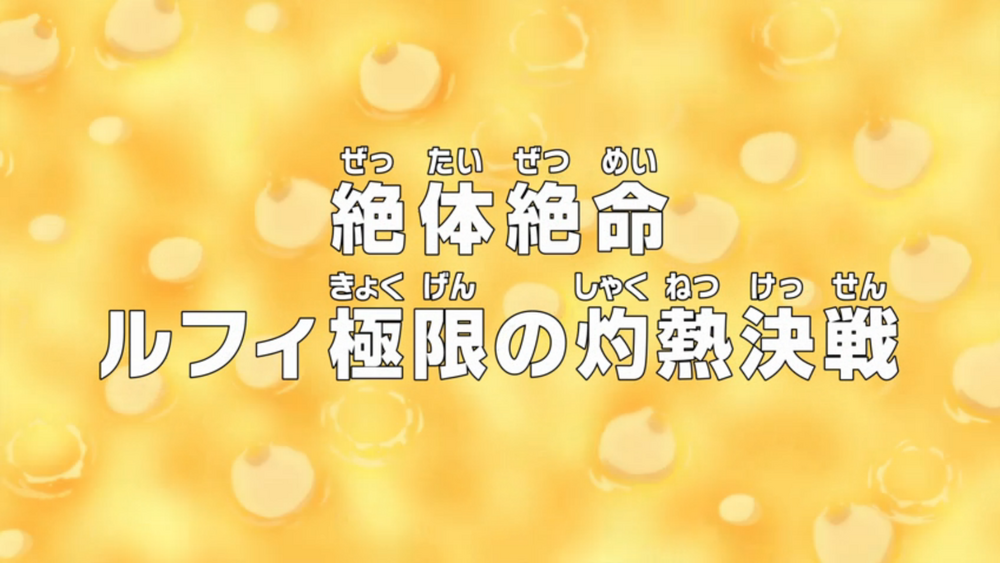 ぜっ たい ぜつ めい
絶体絶命
きょく げん しゃく ねつ けっ せん
ルフィ極限の灼熱決戦